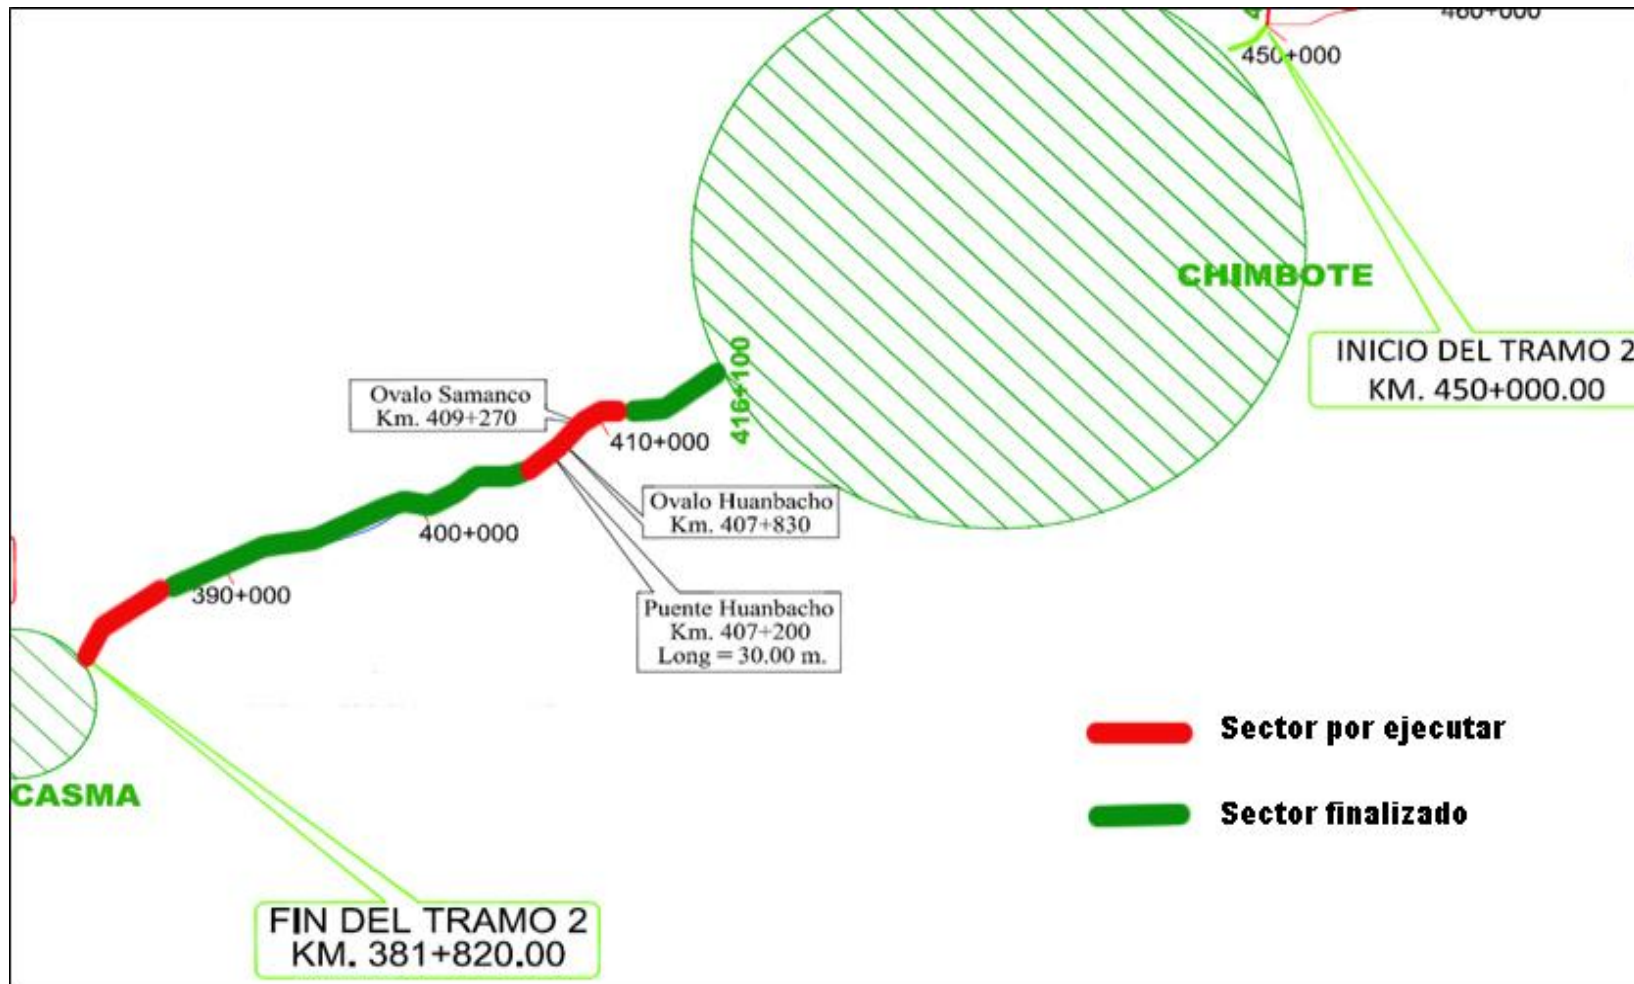 460+000
450+000
CHIMBOTE
INICIO DEL TRAMO 2
KM. 450+000.00
416+100
Ovalo Samanco
Km. 409+270
410+000
Ovalo Huanbacho
Km. 407+830
400+000
390+000
Puente Huanbacho
Km. 407+200
Long = 30.00 m.
Sector por ejecutar
CASMA
Sector finalizado
FIN DEL TRAMO 2
KM. 381+820.00